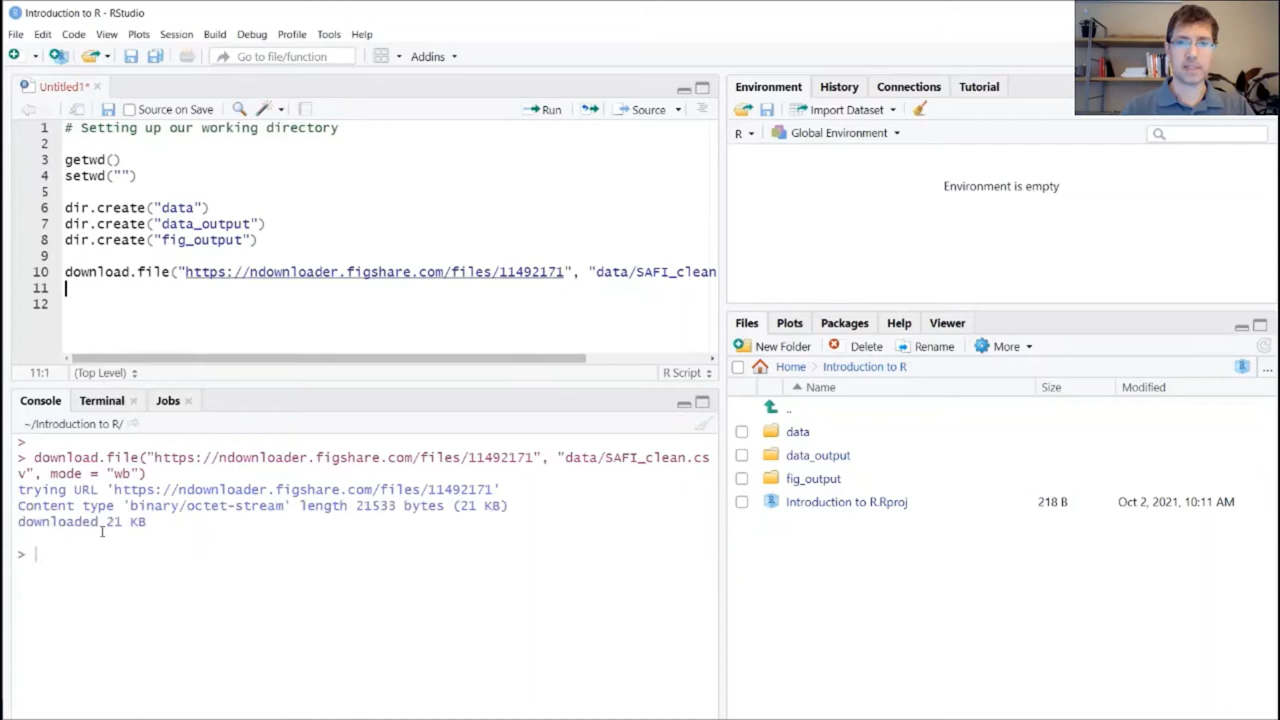 Introduction to R - RStudio
File Edit Code View Plots Session Build Debug Profile Tools Help
Go to file/function Addins
Untitled1*
Source on Save Run Source
1 # Setting up our working directory
2
3 getwd()
4 setwd("")
5
6 dir.create("data")
7 dir.create("data_output")
8 dir.create("fig_output")
9
10 download.file("https://ndownloader.figshare.com/files/11492171", "data/SAFI_clean
11
12
11:1 (Top Level) R Script
Console Terminal Jobs
~/Introduction to R/
>
> download.file("https://ndownloader.figshare.com/files/11492171", "data/SAFI_clean.cs
v", mode = "wb")
trying URL 'https://ndownloader.figshare.com/files/11492171'
Content type 'binary/octet-stream' length 21533 bytes (21 KB)
downloaded 21 KB
>
Environment History Connections Tutorial
Import Dataset
R Global Environment
Environment is empty
Files Plots Packages Help Viewer
New Folder Delete Rename More
Home Introduction to R ...
Name Size Modified
..
data
data_output
fig_output
Introduction to R.Rproj 218 B Oct 2, 2021, 10:11 AM